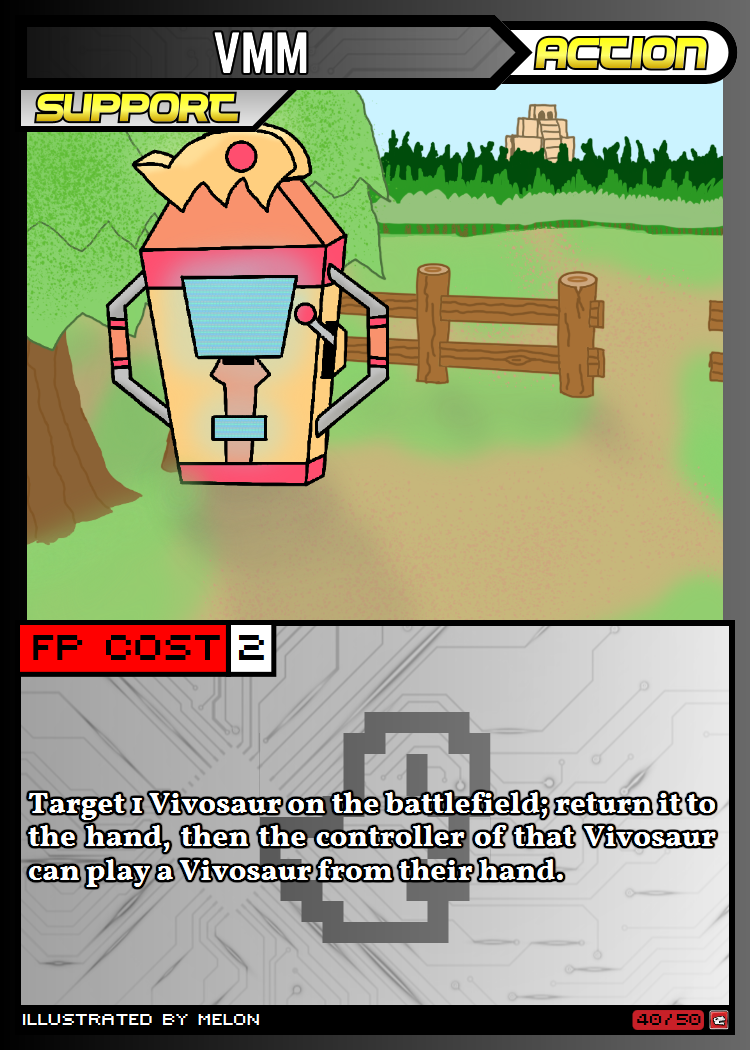 VMM
ACTION
SUPPORT
FP COST 2
Target 1 Vivosaur on the battlefield; return it to
the hand, then the controller of that Vivosaur
can play a Vivosaur from their hand.
ILLUSTRATED BY MELON
40/50